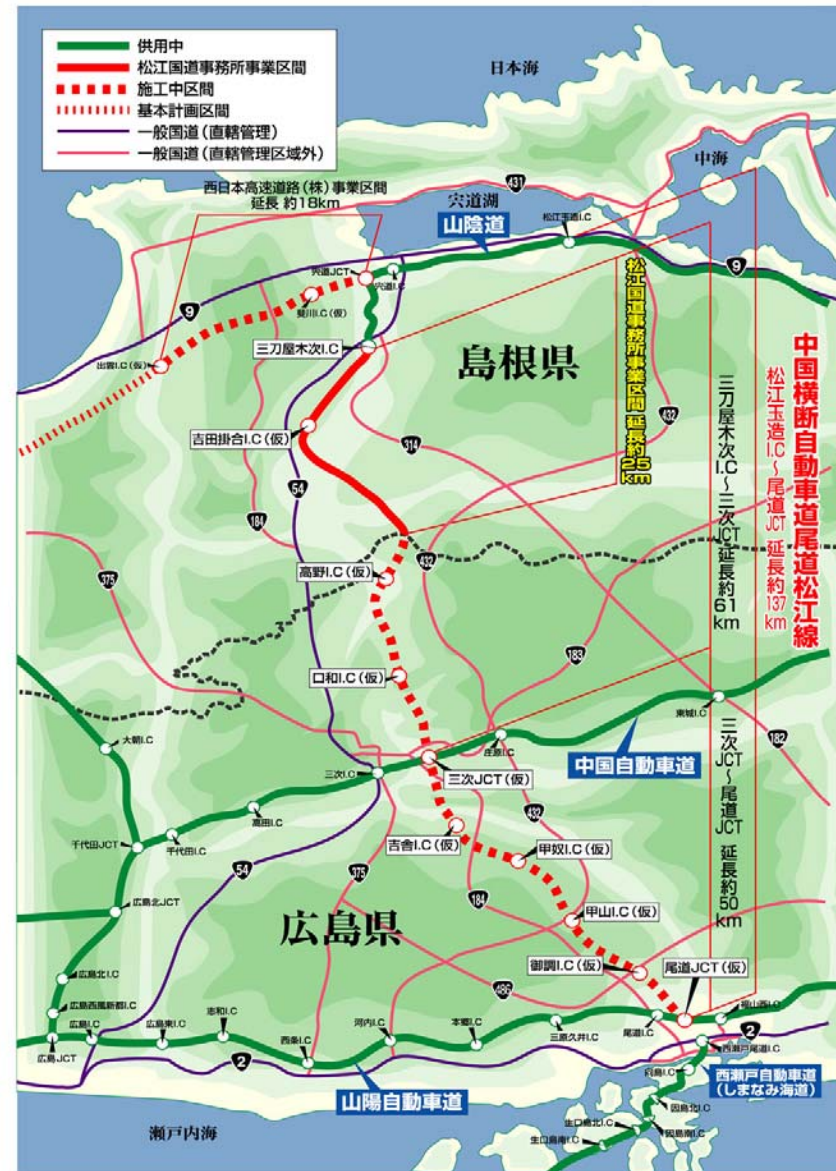 供用中
松江国道事務所事業区間
施工中区間
基本計画区間
一般国道(直轄管理)
一般国道(直轄管理区域外)
日本海
中海
西日本高速道路(株)事業区間
延長 約18km
431
宍道湖
松江玉造I.C
山陰道
宍道JCT
宍道I.C
9
9
斐川I.C(仮)
出雲I.C(仮)
三刀屋木次I.C
島根県
松江国道事務所事業区間 延長約25km
三刀屋木次I.C~三次JCT 延長約61km
松江玉造I.C~尾道JCT 延長約137km
中国横断自動車道尾道松江線
432
314
吉田掛合I.C(仮)
54
184
375
432
高野I.C(仮)
183
口和I.C(仮)
東城I.C
182
大朝I.C
庄原I.C
三次I.C
三次JCT(仮)
中国自動車道
三次JCT~尾道JCT 延長約50km
高田I.C
千代田JCT
千代田I.C
吉舎I.C(仮)
432
甲奴I.C(仮)
54
375
184
広島北JCT
広島県
甲山I.C(仮)
御調I.C(仮)
尾道JCT(仮)
486
広島北I.C
広島西風新都I.C
広島I.C
広島東I.C
志和I.C
西条I.C
河内I.C
本郷I.C
三原久井I.C
尾道I.C
福山西I.C
広島JCT
2
2
西瀬戸尾道I.C
山陽自動車道
向島I.C
西瀬戸自動車道
(しまなみ海道)
因島北I.C
因島南I.C
生口島北I.C
生口島南I.C
瀬戸内海